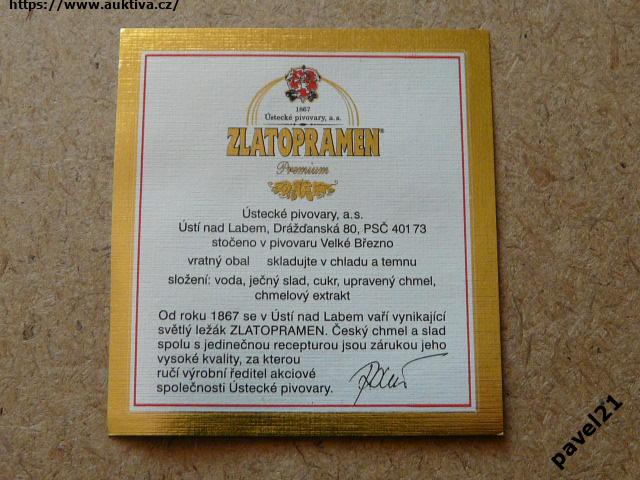 https://www.auktiva.cz/
1867
Ústecké pivovary, a.s.
ZLATOPRAMEN
Premium
Ústecké pivovary, a.s.
Ústí nad Labem, Drážďanská 80, PSČ 401 73
stočeno v pivovaru Velké Březno
vratný obal skladujte v chladu a temnu
složení: voda, ječný slad, cukr, upravený chmel,
chmelový extrakt
Od roku 1867 se v Ústí nad Labem vaří vynikající
světlý ležák ZLATOPRAMEN. Český chmel a slad
spolu s jedinečnou recepturou jsou zárukou jeho
vysoké kvality, za kterou
ručí výrobní ředitel akciové
společnosti Ústecké pivovary.
pavel21